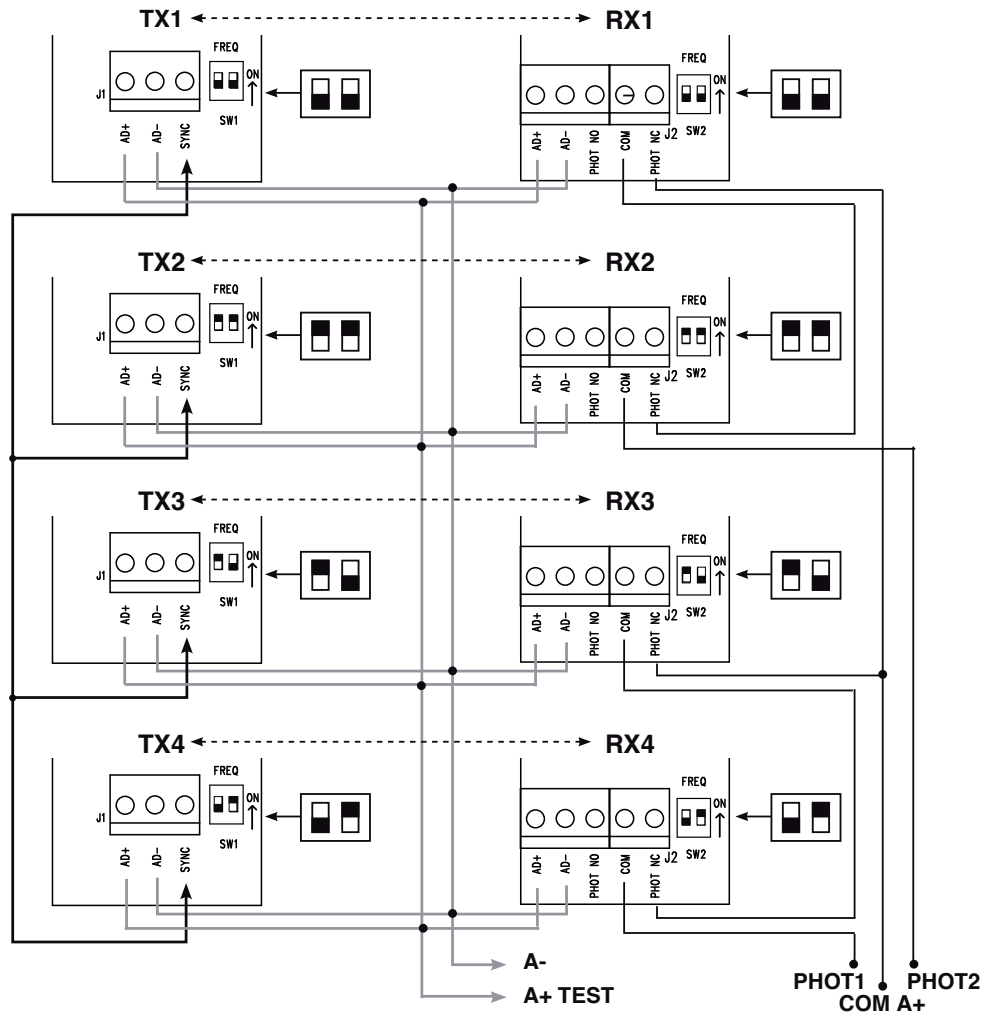 TX1
RX1
FREQ
ON
J1
SW1
AD+
AD-
SYNC
FREQ
ON
J2
SW2
AD+
AD-
PHOT NO
COM
PHOT NC
TX2
RX2
FREQ
ON
J1
SW1
AD+
AD-
SYNC
FREQ
ON
J2
SW2
AD+
AD-
PHOT NO
COM
PHOT NC
TX3
RX3
FREQ
ON
J1
SW1
AD+
AD-
SYNC
FREQ
ON
J2
SW2
AD+
AD-
PHOT NO
COM
PHOT NC
TX4
RX4
FREQ
ON
J1
SW1
AD+
AD-
SYNC
FREQ
ON
J2
SW2
AD+
AD-
PHOT NO
COM
PHOT NC
A-
A+ TEST
PHOT1
PHOT2
COM A+